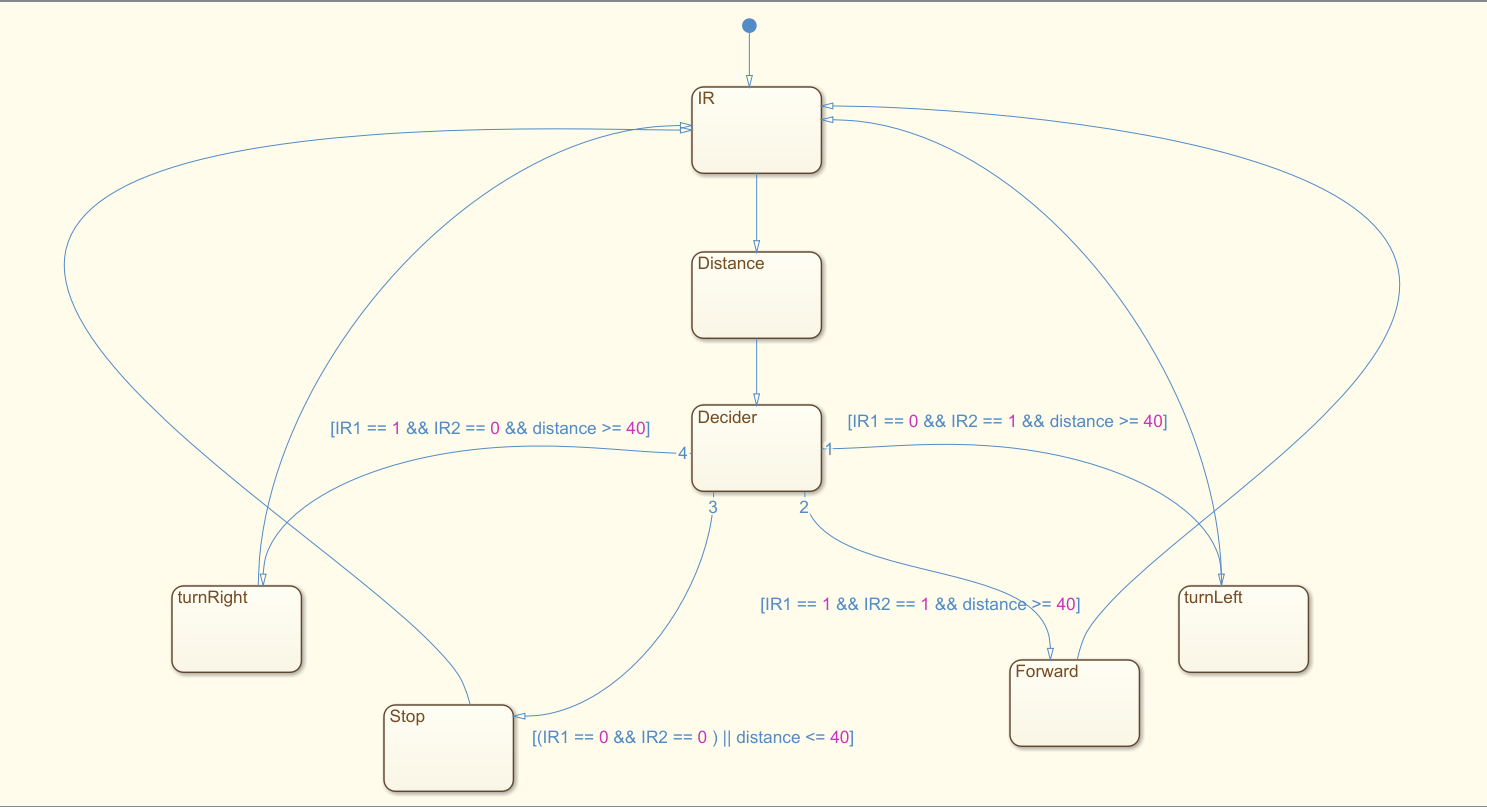 IR
Distance
Decider
[IR1 == 1 && IR2 == 0 && distance >= 40]
[IR1 == 0 && IR2 == 1 && distance >= 40]
4
1
3
2
turnRight
turnLeft
[IR1 == 1 && IR2 == 1 && distance >= 40]
Forward
Stop
[(IR1 == 0 && IR2 == 0 ) || distance <= 40]